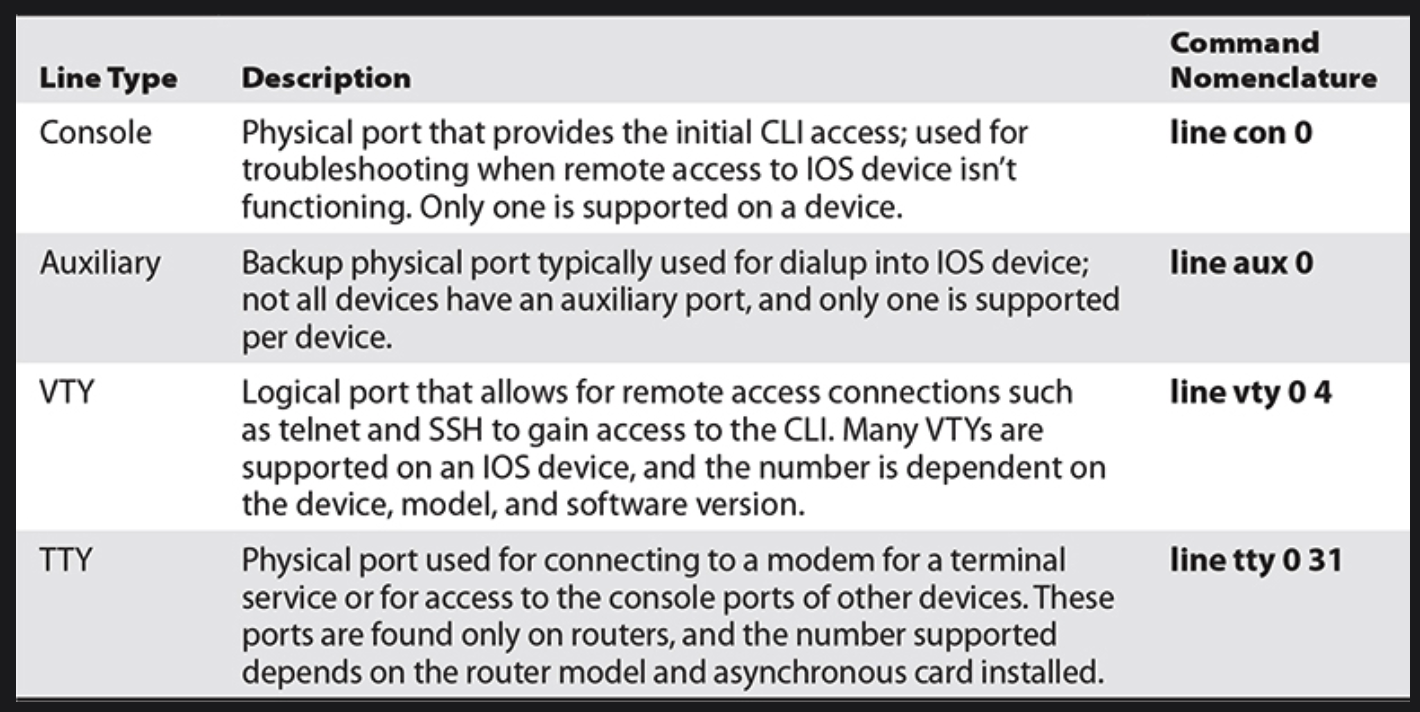 Line Type Description Command Nomenclature
Console Physical port that provides the initial CLI access; used for line con 0
troubleshooting when remote access to IOS device isn’t
functioning. Only one is supported on a device.
Auxiliary Backup physical port typically used for dialup into IOS device; line aux 0
not all devices have an auxiliary port, and only one is supported
per device.
VTY Logical port that allows for remote access connections such line vty 0 4
as telnet and SSH to gain access to the CLI. Many VTYs are
supported on an IOS device, and the number is dependent on
the device, model, and software version.
TTY Physical port used for connecting to a modem for a terminal line tty 0 31
service or for access to the console ports of other devices. These
ports are found only on routers, and the number supported
depends on the router model and asynchronous card installed.